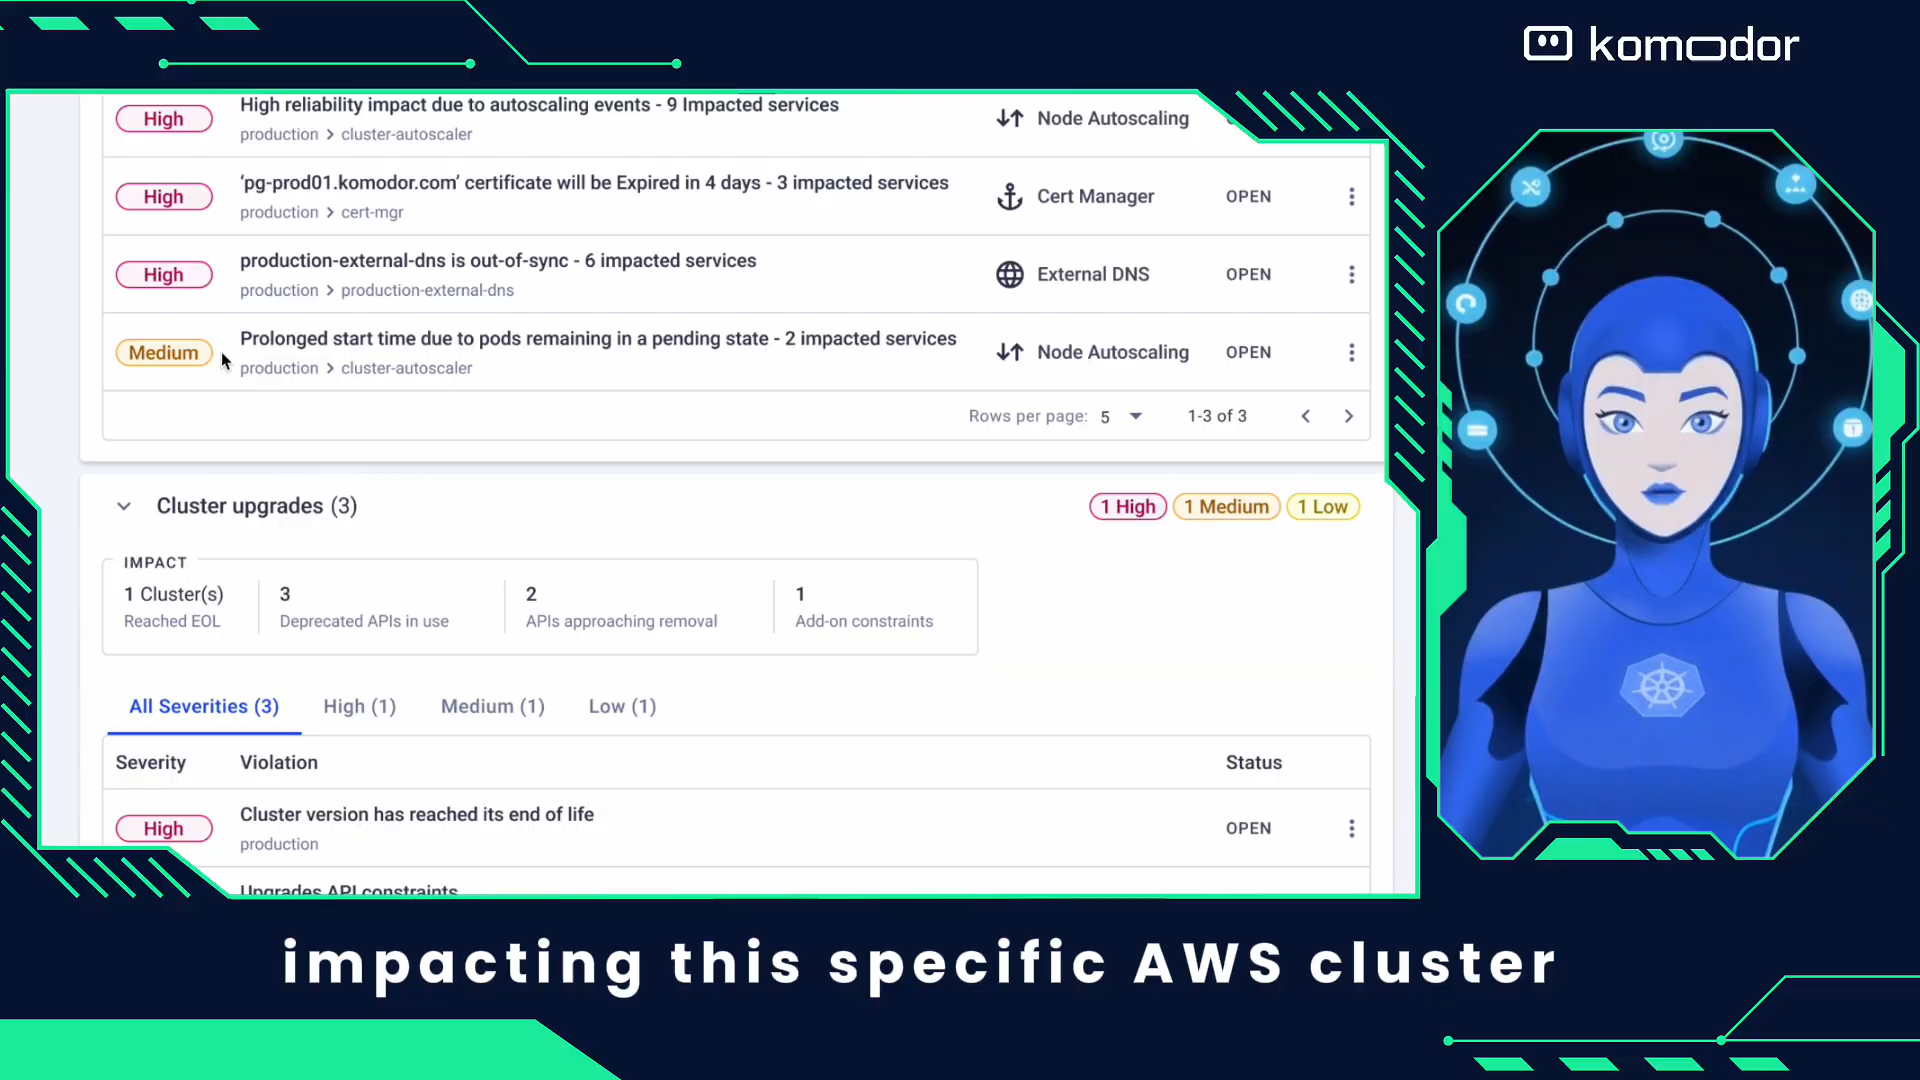 komodor
High
High reliability impact due to autoscaling events - 9 Impacted services
production > cluster-autoscaler
Node Autoscaling
High
‘pg-prod01.komodor.com’ certificate will be Expired in 4 days - 3 impacted services
production > cert-mgr
Cert Manager
OPEN
High
production-external-dns is out-of-sync - 6 impacted services
production > production-external-dns
External DNS
OPEN
Medium
Prolonged start time due to pods remaining in a pending state - 2 impacted services
production > cluster-autoscaler
Node Autoscaling
OPEN
Rows per page: 5
1-3 of 3
Cluster upgrades (3)
1 High
1 Medium
1 Low
IMPACT
1 Cluster(s)
Reached EOL
3
Deprecated APIs in use
2
APIs approaching removal
1
Add-on constraints
All Severities (3)
High (1)
Medium (1)
Low (1)
Severity
Violation
Status
High
Cluster version has reached its end of life
production
OPEN
Upgrades API constraints
impacting this specific AWS cluster